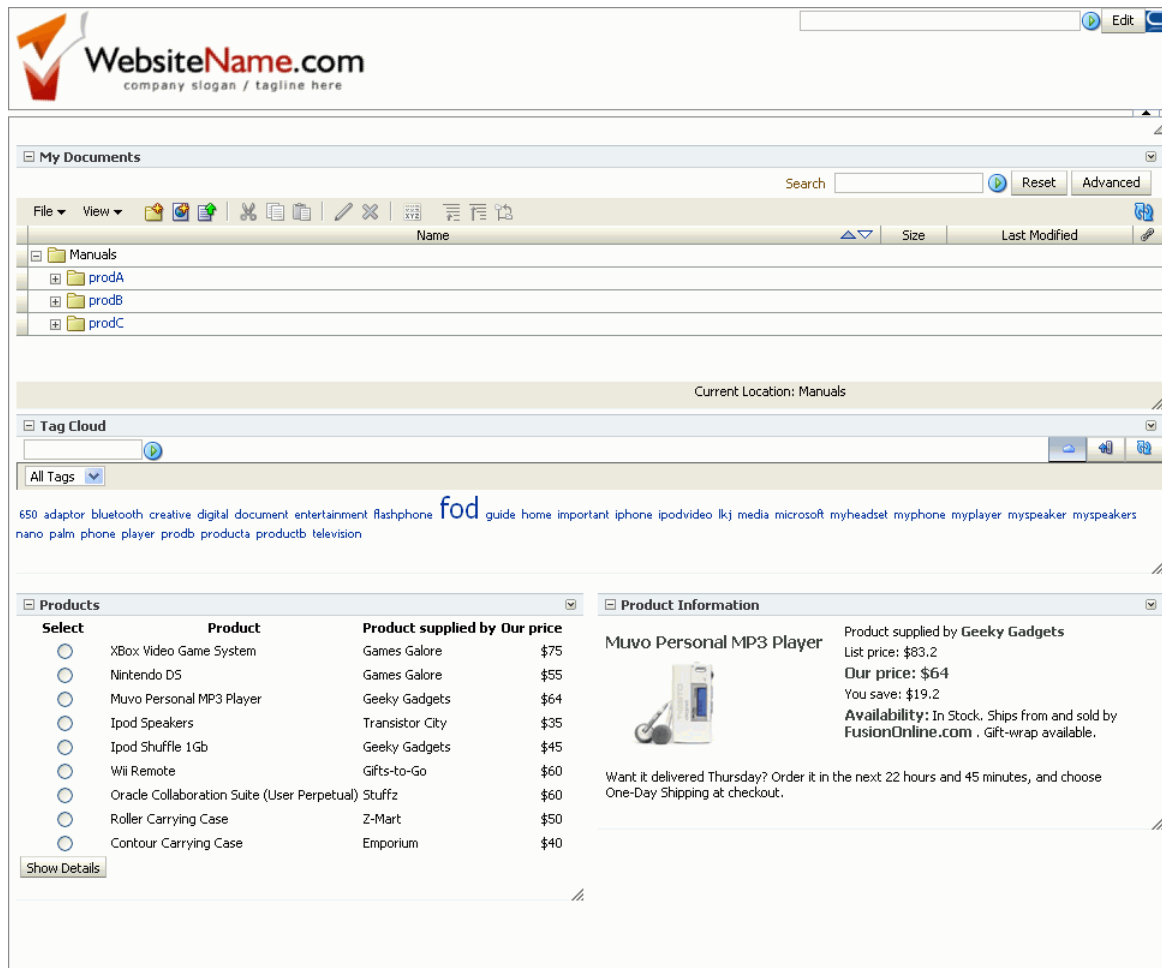 Edit
WebsiteName.com
company slogan / tagline here
My Documents
Search Reset Advanced
File View
Name Size Last Modified
Manuals
prodA
prodB
prodC
Current Location: Manuals
Tag Cloud
All Tags
650 adaptor bluetooth creative digital document entertainment flashphone fod guide home important iphone ipodvideo lkj media microsoft myheadset myphone myplayer myspeaker myspeakers
nano palm phone player prodb producta productb television
Products
Select Product Product supplied by Our price
XBox Video Game System Games Galore $75
Nintendo DS Games Galore $55
Muvo Personal MP3 Player Geeky Gadgets $64
Ipod Speakers Transistor City $35
Ipod Shuffle 1Gb Geeky Gadgets $45
Wii Remote Gifts-to-Go $60
Oracle Collaboration Suite (User Perpetual) Stuffz $60
Roller Carrying Case Z-Mart $50
Contour Carrying Case Emporium $40
Show Details
Product Information
Muvo Personal MP3 Player
Product supplied by Geeky Gadgets
List price: $83.2
Our price: $64
You save: $19.2
Availability: In Stock. Ships from and sold by
FusionOnline.com . Gift-wrap available.
Want it delivered Thursday? Order it in the next 22 hours and 45 minutes, and choose
One-Day Shipping at checkout.